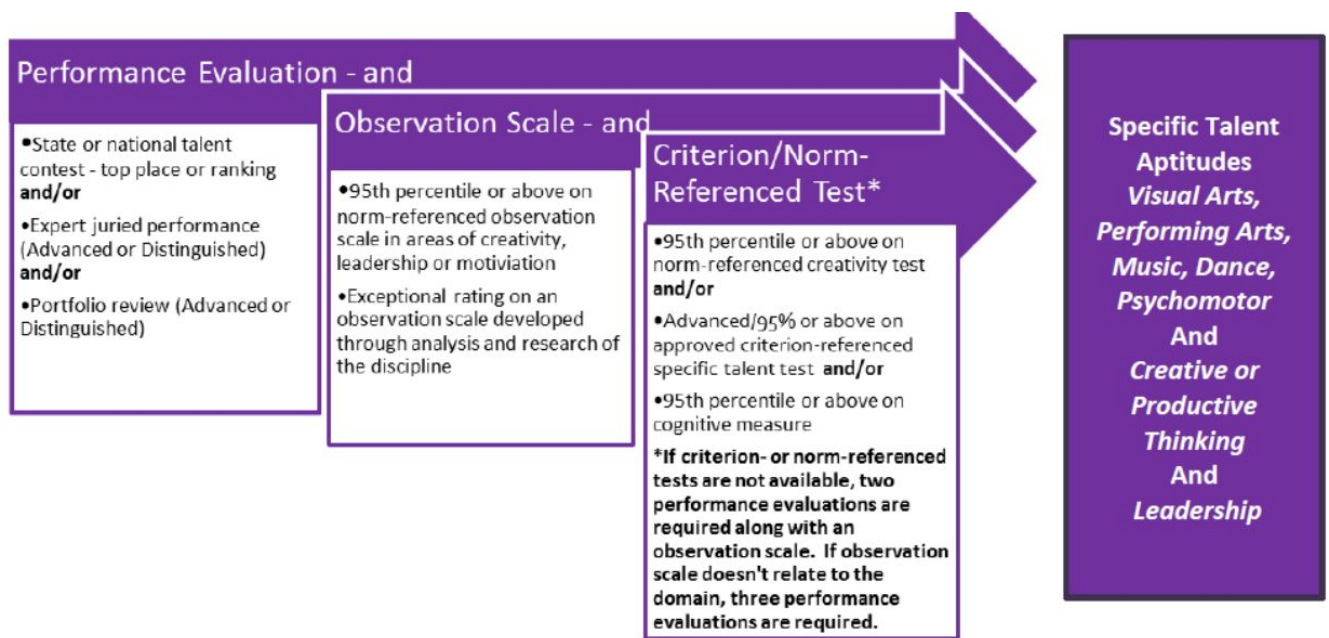 Performance Evaluation - and
•State or national talent
contest - top place or ranking
and/or
•Expert juried performance
(Advanced or Distinguished)
and/or
•Portfolio review (Advanced or
Distinguished)
Observation Scale - and
•95th percentile or above on
norm-referenced observation
scale in areas of creativity,
leadership or motiviation
•Exceptional rating on an
observation scale developed
through analysis and research of
the discipline
Criterion/Norm-
Referenced Test*
•95th percentile or above on
norm-referenced creativity test
and/or
•Advanced/95% or above on
approved criterion-referenced
specific talent test and/or
•95th percentile or above on
cognitive measure
*If criterion- or norm-referenced
tests are not available, two
performance evaluations are
required along with an
observation scale. If observation
scale doesn't relate to the
domain, three performance
evaluations are required.
Specific Talent
Aptitudes
Visual Arts,
Performing Arts,
Music, Dance,
Psychomotor
And
Creative or
Productive
Thinking
And
Leadership